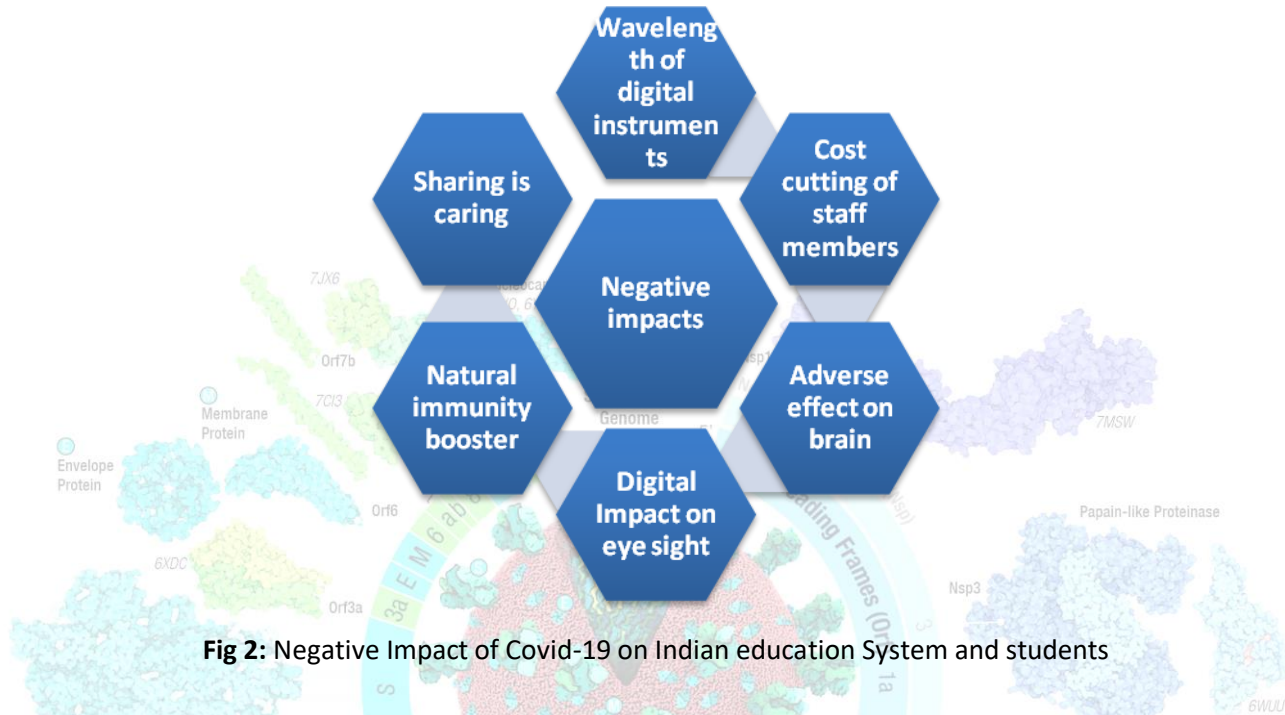 Waveleng
th of
digital
instrumen
ts
Cost
cutting of
staff
members
Sharing is
caring
Negative
impacts
Natural
immunity
booster
Adverse
effect on
brain
Digital
Impact on
eye sight
7JX6
Orf7b
7CI3
Membrane
Protein
Envelope
Protein
Orf6
6XDC
Orf3a
Genome
7MSW
Papain-like Proteinase
Nsp3
6WUU
S
3a
E
M
6
ab
Fig 2: Negative Impact of Covid-19 on Indian education System and students